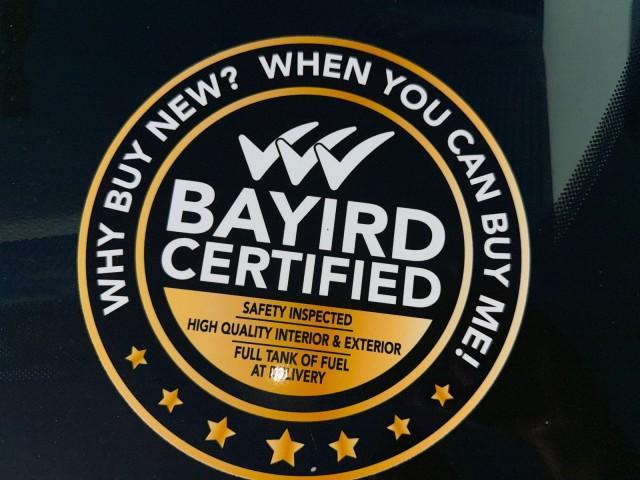 WHY BUY NEW? WHEN YOU CAN BUY ME!
BAYIRD
CERTIFIED
SAFETY INSPECTED
HIGH QUALITY INTERIOR & EXTERIOR
FULL TANK OF FUEL
AT DELIVERY